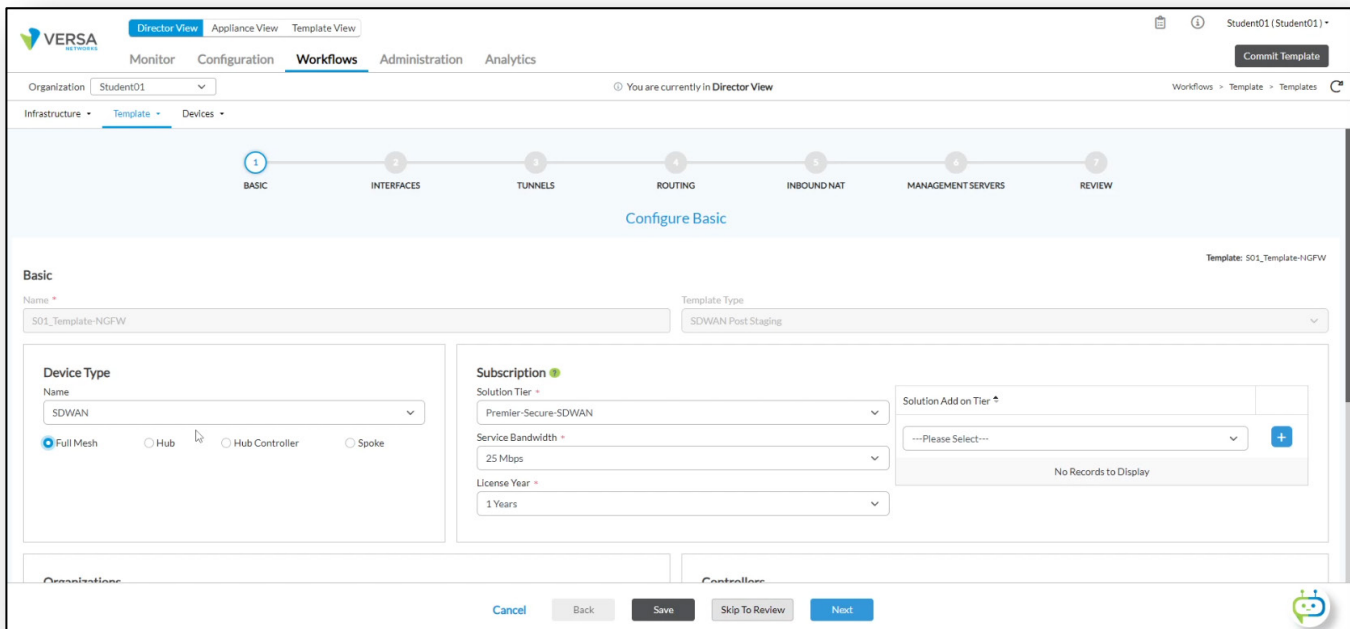 VERSA
NETWORKS
Director View Appliance View Template View
Student01 (Student01)
Monitor Configuration Workflows Administration Analytics
Commit Template
Organization Student01
You are currently in Director View
Workflows > Template > Templates
Infrastructure Template Devices
1 2 3 4 5 6 7
BASIC INTERFACES TUNNELS ROUTING INBOUND NAT MANAGEMENT SERVERS REVIEW
Configure Basic
Template: S01_Template-NGFW
Basic
Name * Template Type
S01_Template-NGFW SDWAN Post Staging
Device Type
Name
SDWAN
Full Mesh Hub Hub Controller Spoke
Subscription ?
Solution Tier *
Premier-Secure-SDWAN
Service Bandwidth *
25 Mbps
License Year *
1 Years
Solution Add on Tier
---Please Select---
+
No Records to Display
Organizations Controllers
Cancel Back Save Skip To Review Next